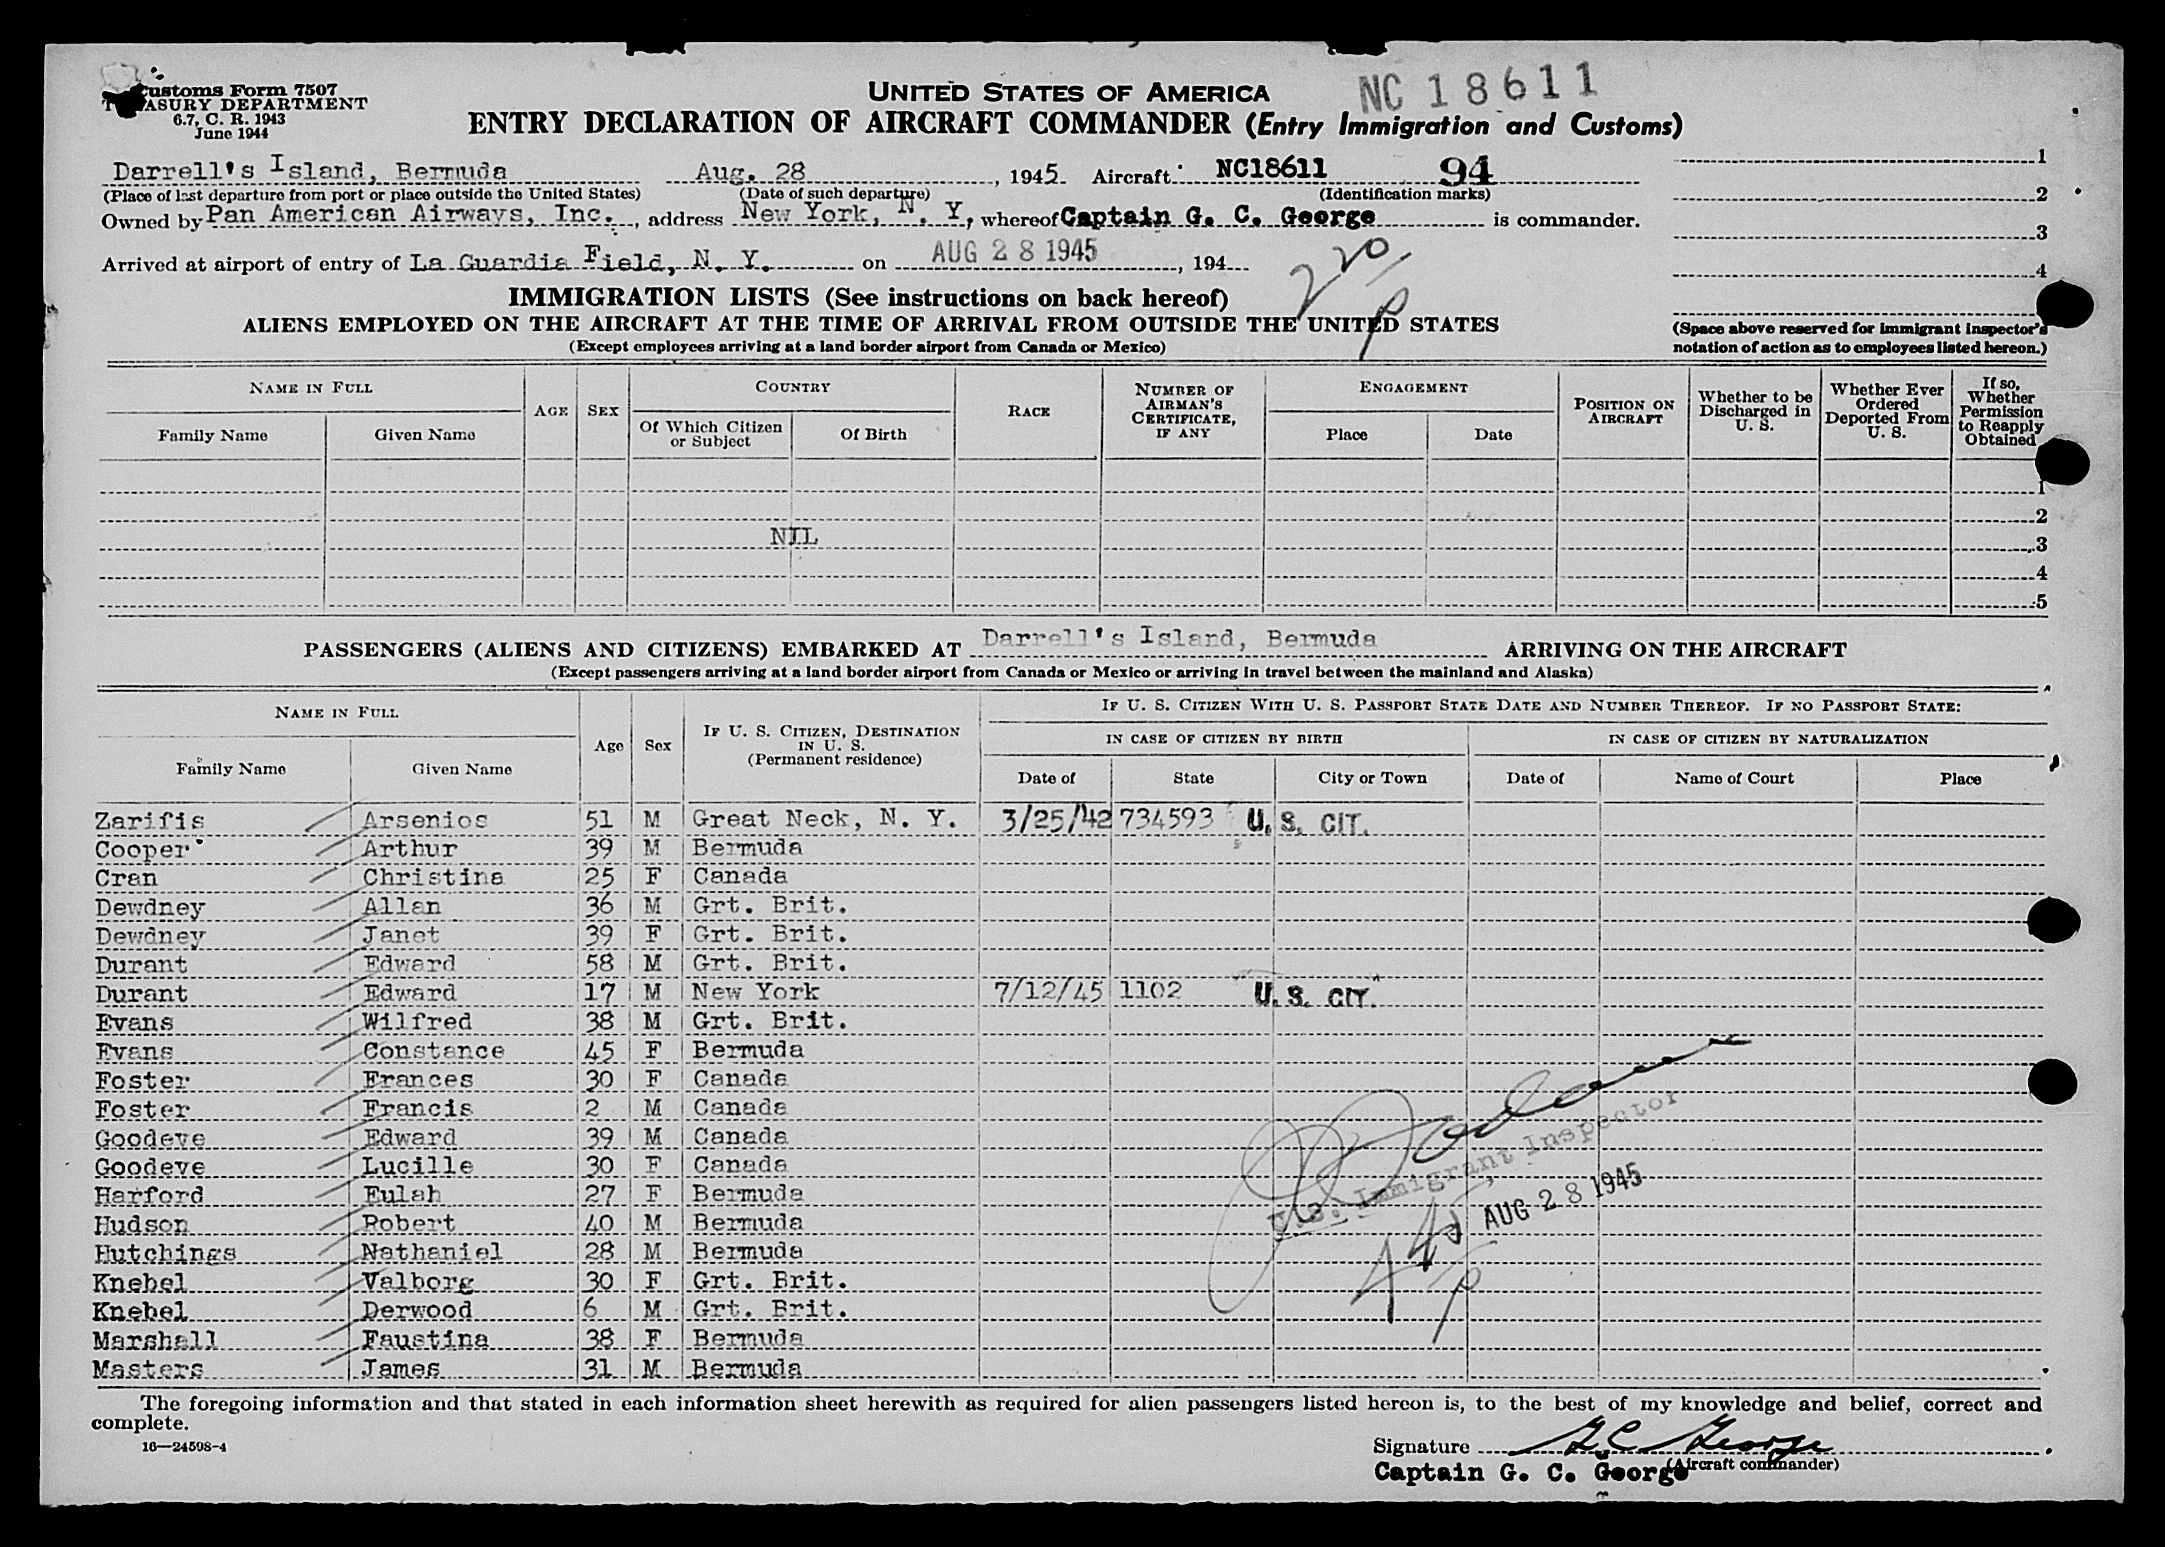 Customs Form 7507
TREASURY DEPARTMENT
6.7, C. R. 1943
June 1944
UNITED STATES OF AMERICA
NC 18611
ENTRY DECLARATION OF AIRCRAFT COMMANDER (Entry Immigration and Customs)
Darrell's Island, Bermuda Aug. 28, 1945 Aircraft NC18611 94
(Place of last departure from port or place outside the United States) (Date of such departure) (Identification marks)
Owned by Pan American Airways, Inc., address New York, N. Y, whereof Captain G. C. George is commander.
Arrived at airport of entry of La Guardia Field, N. Y. on AUG 28 1945, 194
1
2
3
4
2 20/p
IMMIGRATION LISTS (See instructions on back hereof)
ALIENS EMPLOYED ON THE AIRCRAFT AT THE TIME OF ARRIVAL FROM OUTSIDE THE UNITED STATES
(Except employees arriving at a land border airport from Canada or Mexico)
(Space above reserved for immigrant inspector's
notation of action as to employees listed hereon.)
NAME IN FULL AGE SEX COUNTRY RACE NUMBER OF AIRMAN'S CERTIFICATE, IF ANY ENGAGEMENT POSITION ON AIRCRAFT Whether to be Discharged in U. S. Whether Ever Ordered Deported From U. S. If so, Whether Permission to Reapply Obtained
Family Name Given Name Of Which Citizen or Subject Of Birth Place Date
1
2
NIL 3
4
5
PASSENGERS (ALIENS AND CITIZENS) EMBARKED AT Darrell's Island, Bermuda ARRIVING ON THE AIRCRAFT
(Except passengers arriving at a land border airport from Canada or Mexico or arriving in travel between the mainland and Alaska)
NAME IN FULL Age Sex IF U. S. CITIZEN, DESTINATION IN U. S. (Permanent residence) IF U. S. CITIZEN WITH U. S. PASSPORT STATE DATE AND NUMBER THEREOF. IF NO PASSPORT STATE:
IN CASE OF CITIZEN BY BIRTH IN CASE OF CITIZEN BY NATURALIZATION
Family Name Given Name Date of State City or Town Date of Name of Court Place
Zarifis Arsenios 51 M Great Neck, N. Y. 3/25/42 734593 U. S. CIT.
Cooper Arthur 39 M Bermuda
Cran Christina 25 F Canada
Dewdney Allan 36 M Grt. Brit.
Dewdney Janet 39 F Grt. Brit.
Durant Edward 58 M Grt. Brit.
Durant Edward 17 M New York 7/12/45 1102 U. S. CIT.
Evans Wilfred 38 M Grt. Brit.
Evans Constance 45 F Bermuda
Foster Frances 30 F Canada
Foster Francis 2 M Canada
Goodeve Edward 39 M Canada
Goodeve Lucille 30 F Canada
Harford Eulah 27 F Bermuda
Hudson Robert 40 M Bermuda
Hutchings Nathaniel 28 M Bermuda
Knebel Valborg 30 F Grt. Brit.
Knebel Derwood 6 M Grt. Brit.
Marshall Faustina 38 F Bermuda
Masters James 31 M Bermuda
U. S. Immigrant Inspector
AUG 28 1945
The foregoing information and that stated in each information sheet herewith as required for alien passengers listed hereon is, to the best of my knowledge and belief, correct and
complete.
16—24598-4
Signature G C George
(Aircraft commander)
Captain G. C. George